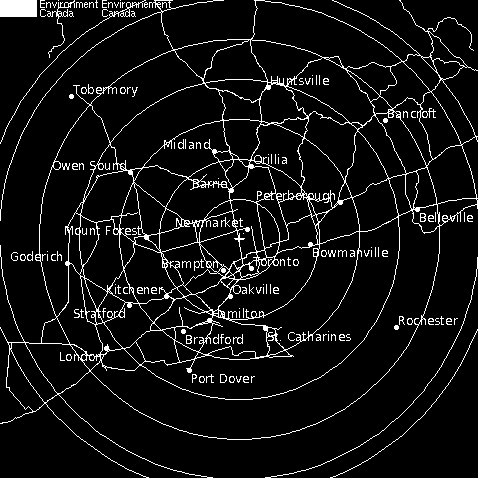 Environment Environnement
Canada Canada
Huntsville
Tobermory
Bancroft
Midland
Orillia
Owen Sound
Barrie
Peterborough
Belleville
Newmarket
Mount Forest
Bowmanville
Goderich
Brampton
Toronto
Kitchener
Oakville
Stratford
Hamilton
Rochester
Brandford
St. Catharines
London
Port Dover